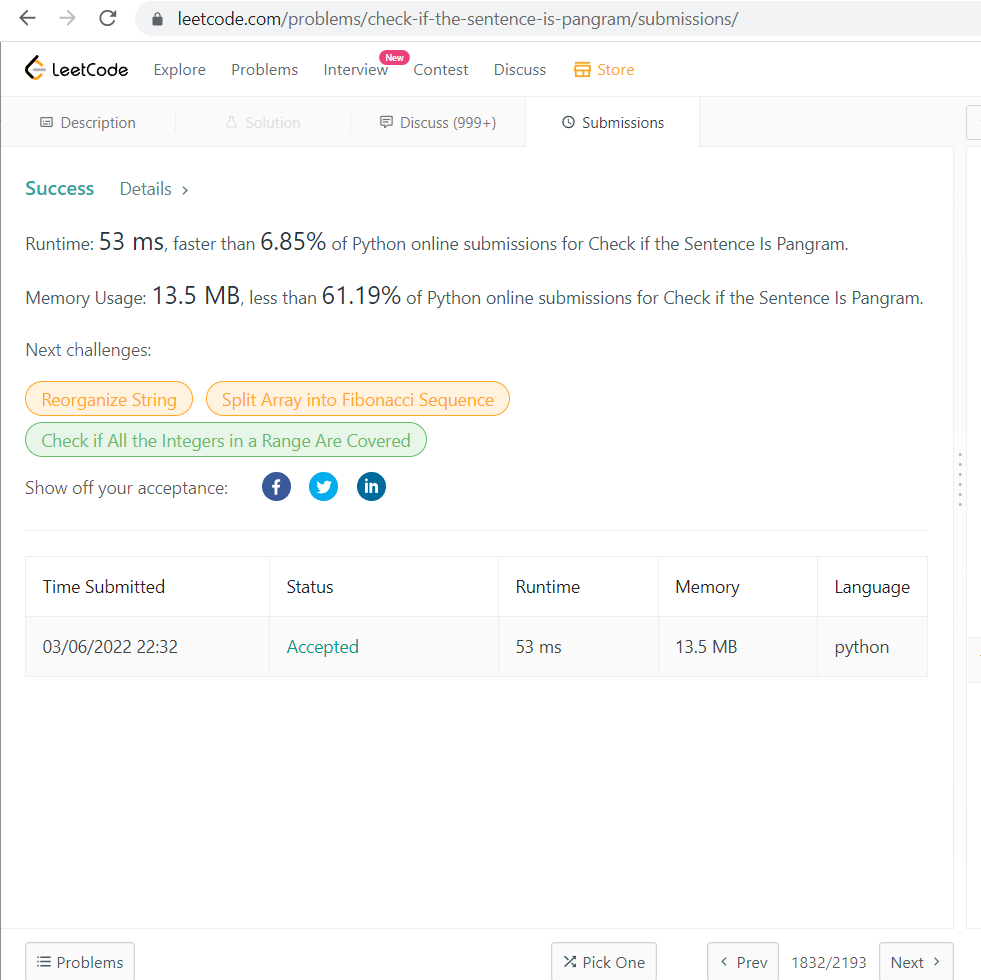 leetcode.com/problems/check-if-the-sentence-is-pangram/submissions/
LeetCode Explore Problems Interview New Contest Discuss Store
Description Solution Discuss (999+) Submissions
Success Details >
Runtime: 53 ms, faster than 6.85% of Python online submissions for Check if the Sentence Is Pangram.
Memory Usage: 13.5 MB, less than 61.19% of Python online submissions for Check if the Sentence Is Pangram.
Next challenges:
Reorganize String Split Array into Fibonacci Sequence
Check if All the Integers in a Range Are Covered
Show off your acceptance:
Time Submitted Status Runtime Memory Language
03/06/2022 22:32 Accepted 53 ms 13.5 MB python
Problems Pick One < Prev 1832/2193 Next >